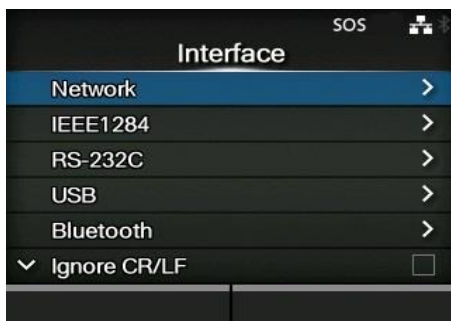 SOS
Interface
Network
IEEE1284
RS-232C
USB
Bluetooth
Ignore CR/LF